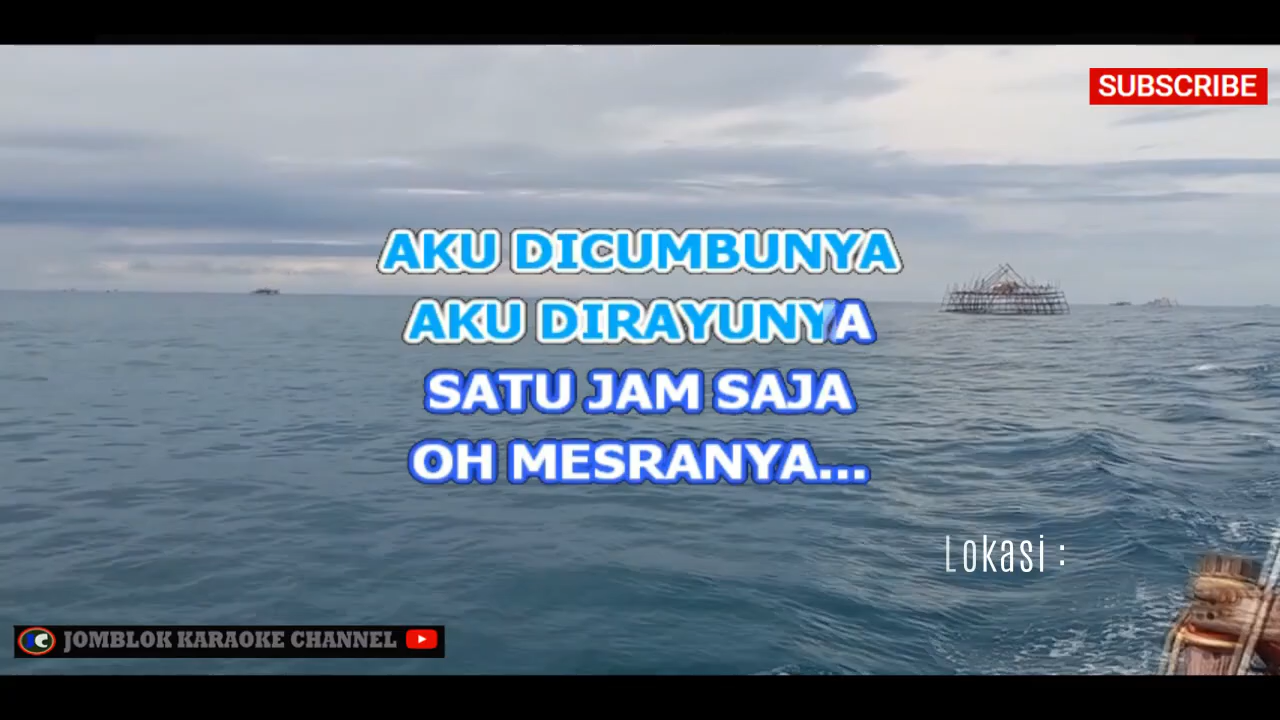 SUBSCRIBE
AKU DICUMBUNYA
AKU DIRAYUNYA
SATU JAM SAJA
OH MESRANYA...
Lokasi :
JOMBLOK KARAOKE CHANNEL